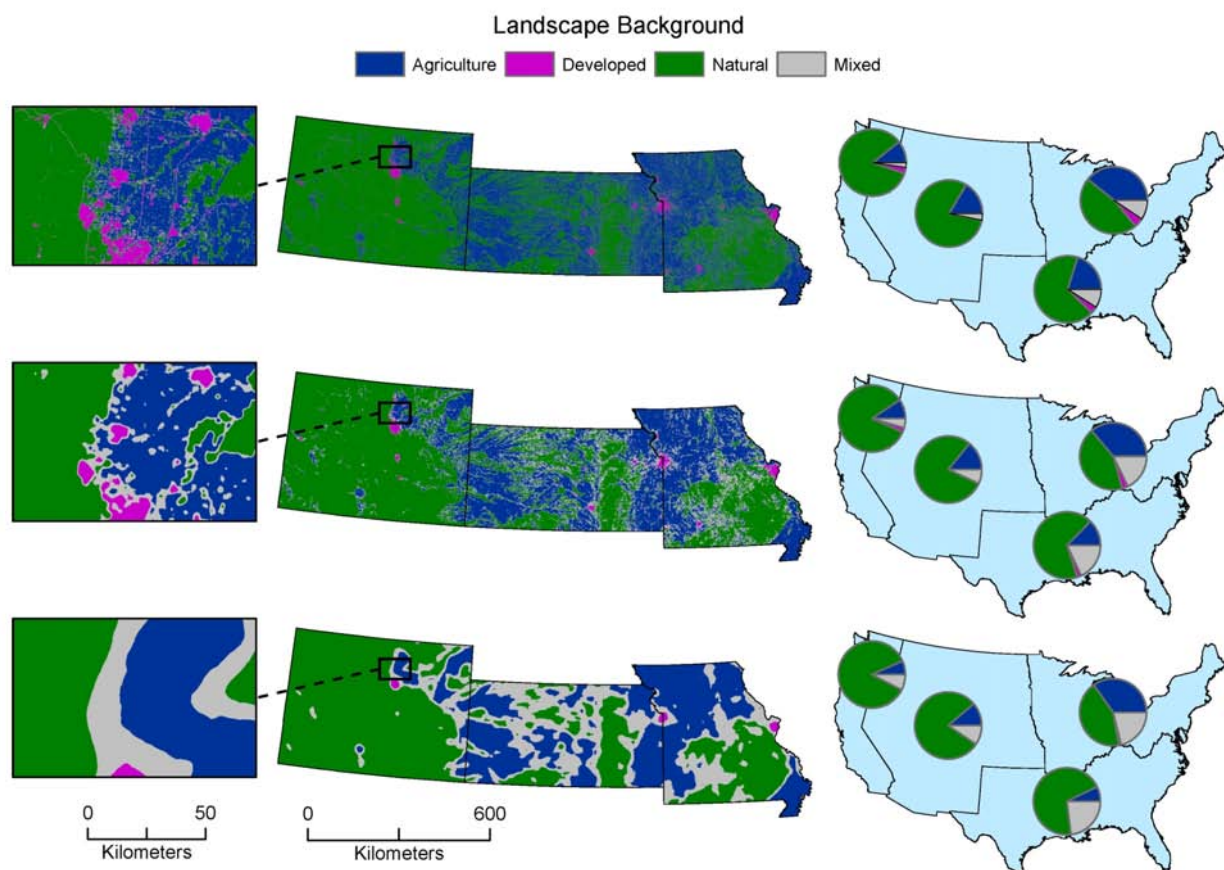 Landscape Background
Agriculture Developed Natural Mixed
0 50
Kilometers
0 600
Kilometers